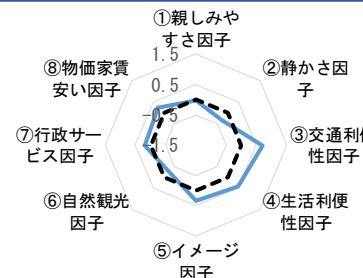 ①親しみや
すさ因子
1.5
②静かさ因
子
0.5
-0.5
-1.5
③交通利便
性因子
④生活利便
性因子
⑤イメージ
因子
⑥自然観光
因子
⑦行政サー
ビス因子
⑧物価家賃
安い因子